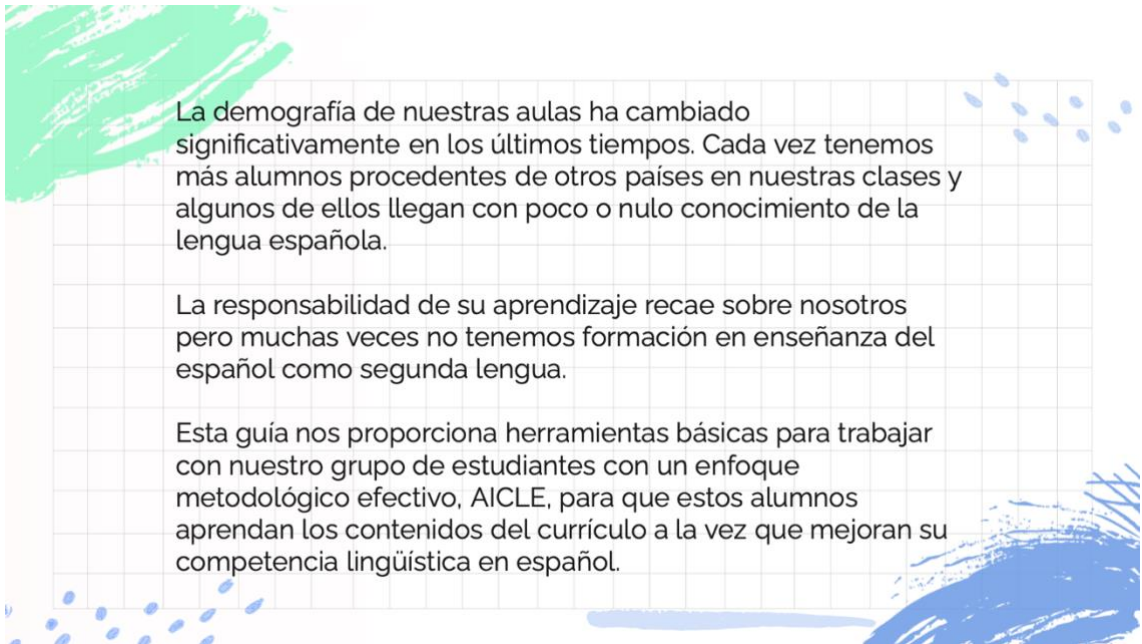 La demografía de nuestras aulas ha cambiado
significativamente en los últimos tiempos. Cada vez tenemos
más alumnos procedentes de otros países en nuestras clases y
algunos de ellos llegan con poco o nulo conocimiento de la
lengua española.
La responsabilidad de su aprendizaje recae sobre nosotros
pero muchas veces no tenemos formación en enseñanza del
español como segunda lengua.
Esta guía nos proporciona herramientas básicas para trabajar
con nuestro grupo de estudiantes con un enfoque
metodológico efectivo, AICLE, para que estos alumnos
aprendan los contenidos del currículo a la vez que mejoran su
competencia lingüística en español.